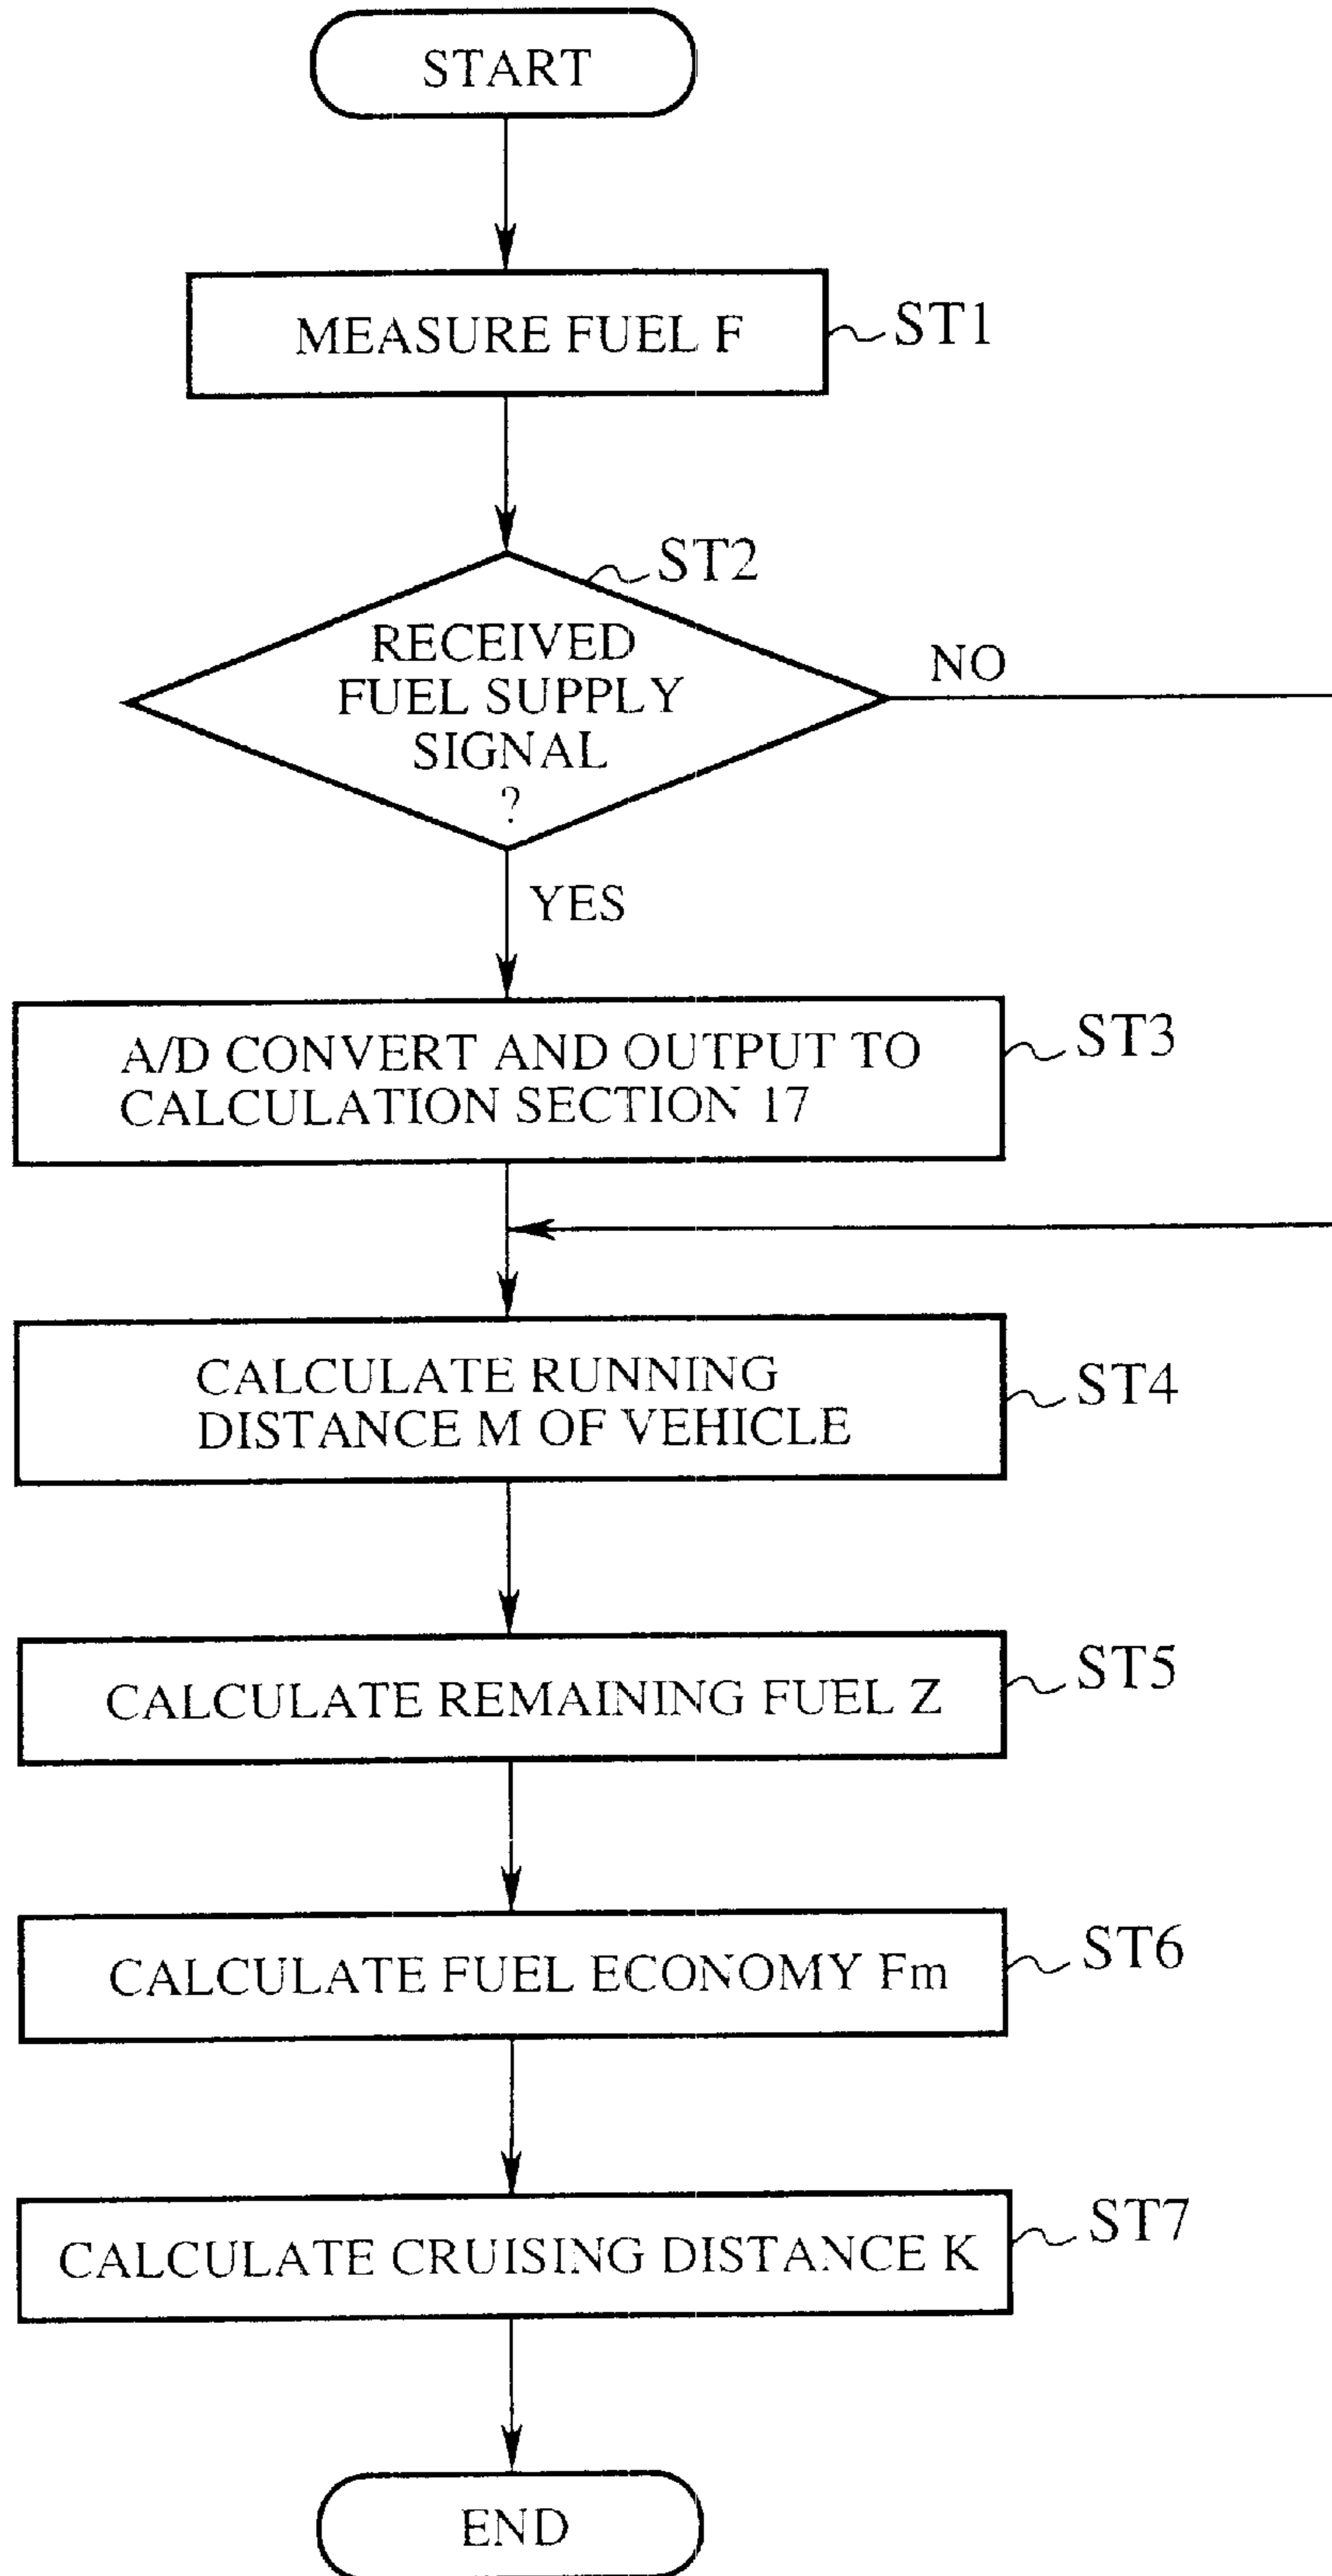 START
MEASURE FUEL F
ST1
ST2
RECEIVED
FUEL SUPPLY
SIGNAL
?
NO
YES
A/D CONVERT AND OUTPUT TO
CALCULATION SECTION 17
ST3
CALCULATE RUNNING
DISTANCE M OF VEHICLE
ST4
CALCULATE REMAINING FUEL Z
ST5
CALCULATE FUEL ECONOMY Fm
ST6
CALCULATE CRUISING DISTANCE K
ST7
END